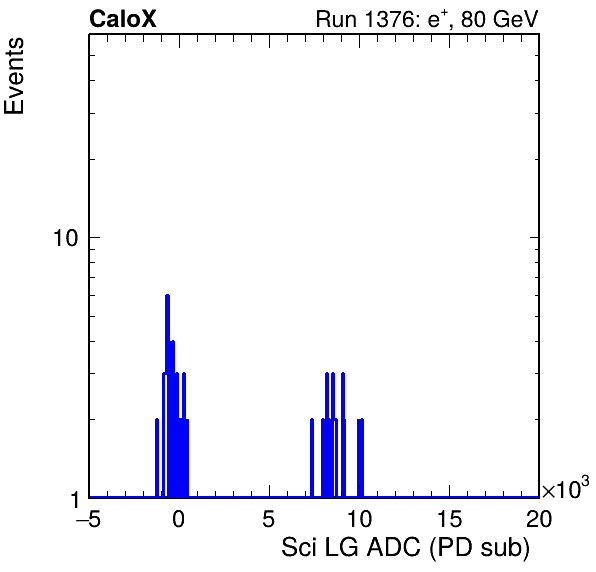 CaloX Run 1376: e⁺, 80 GeV
Events
10
1
−5 0 5 10 15 20
×10³
Sci LG ADC (PD sub)